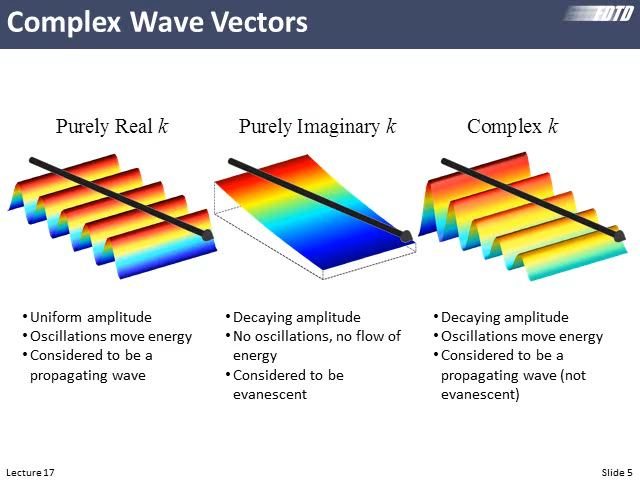 Complex Wave Vectors
FDTD
Purely Real k
Purely Imaginary k
Complex k
• Uniform amplitude
• Oscillations move energy
• Considered to be a
propagating wave
• Decaying amplitude
• No oscillations, no flow of
energy
• Considered to be
evanescent
• Decaying amplitude
• Oscillations move energy
• Considered to be a
propagating wave (not
evanescent)
Lecture 17
Slide 5